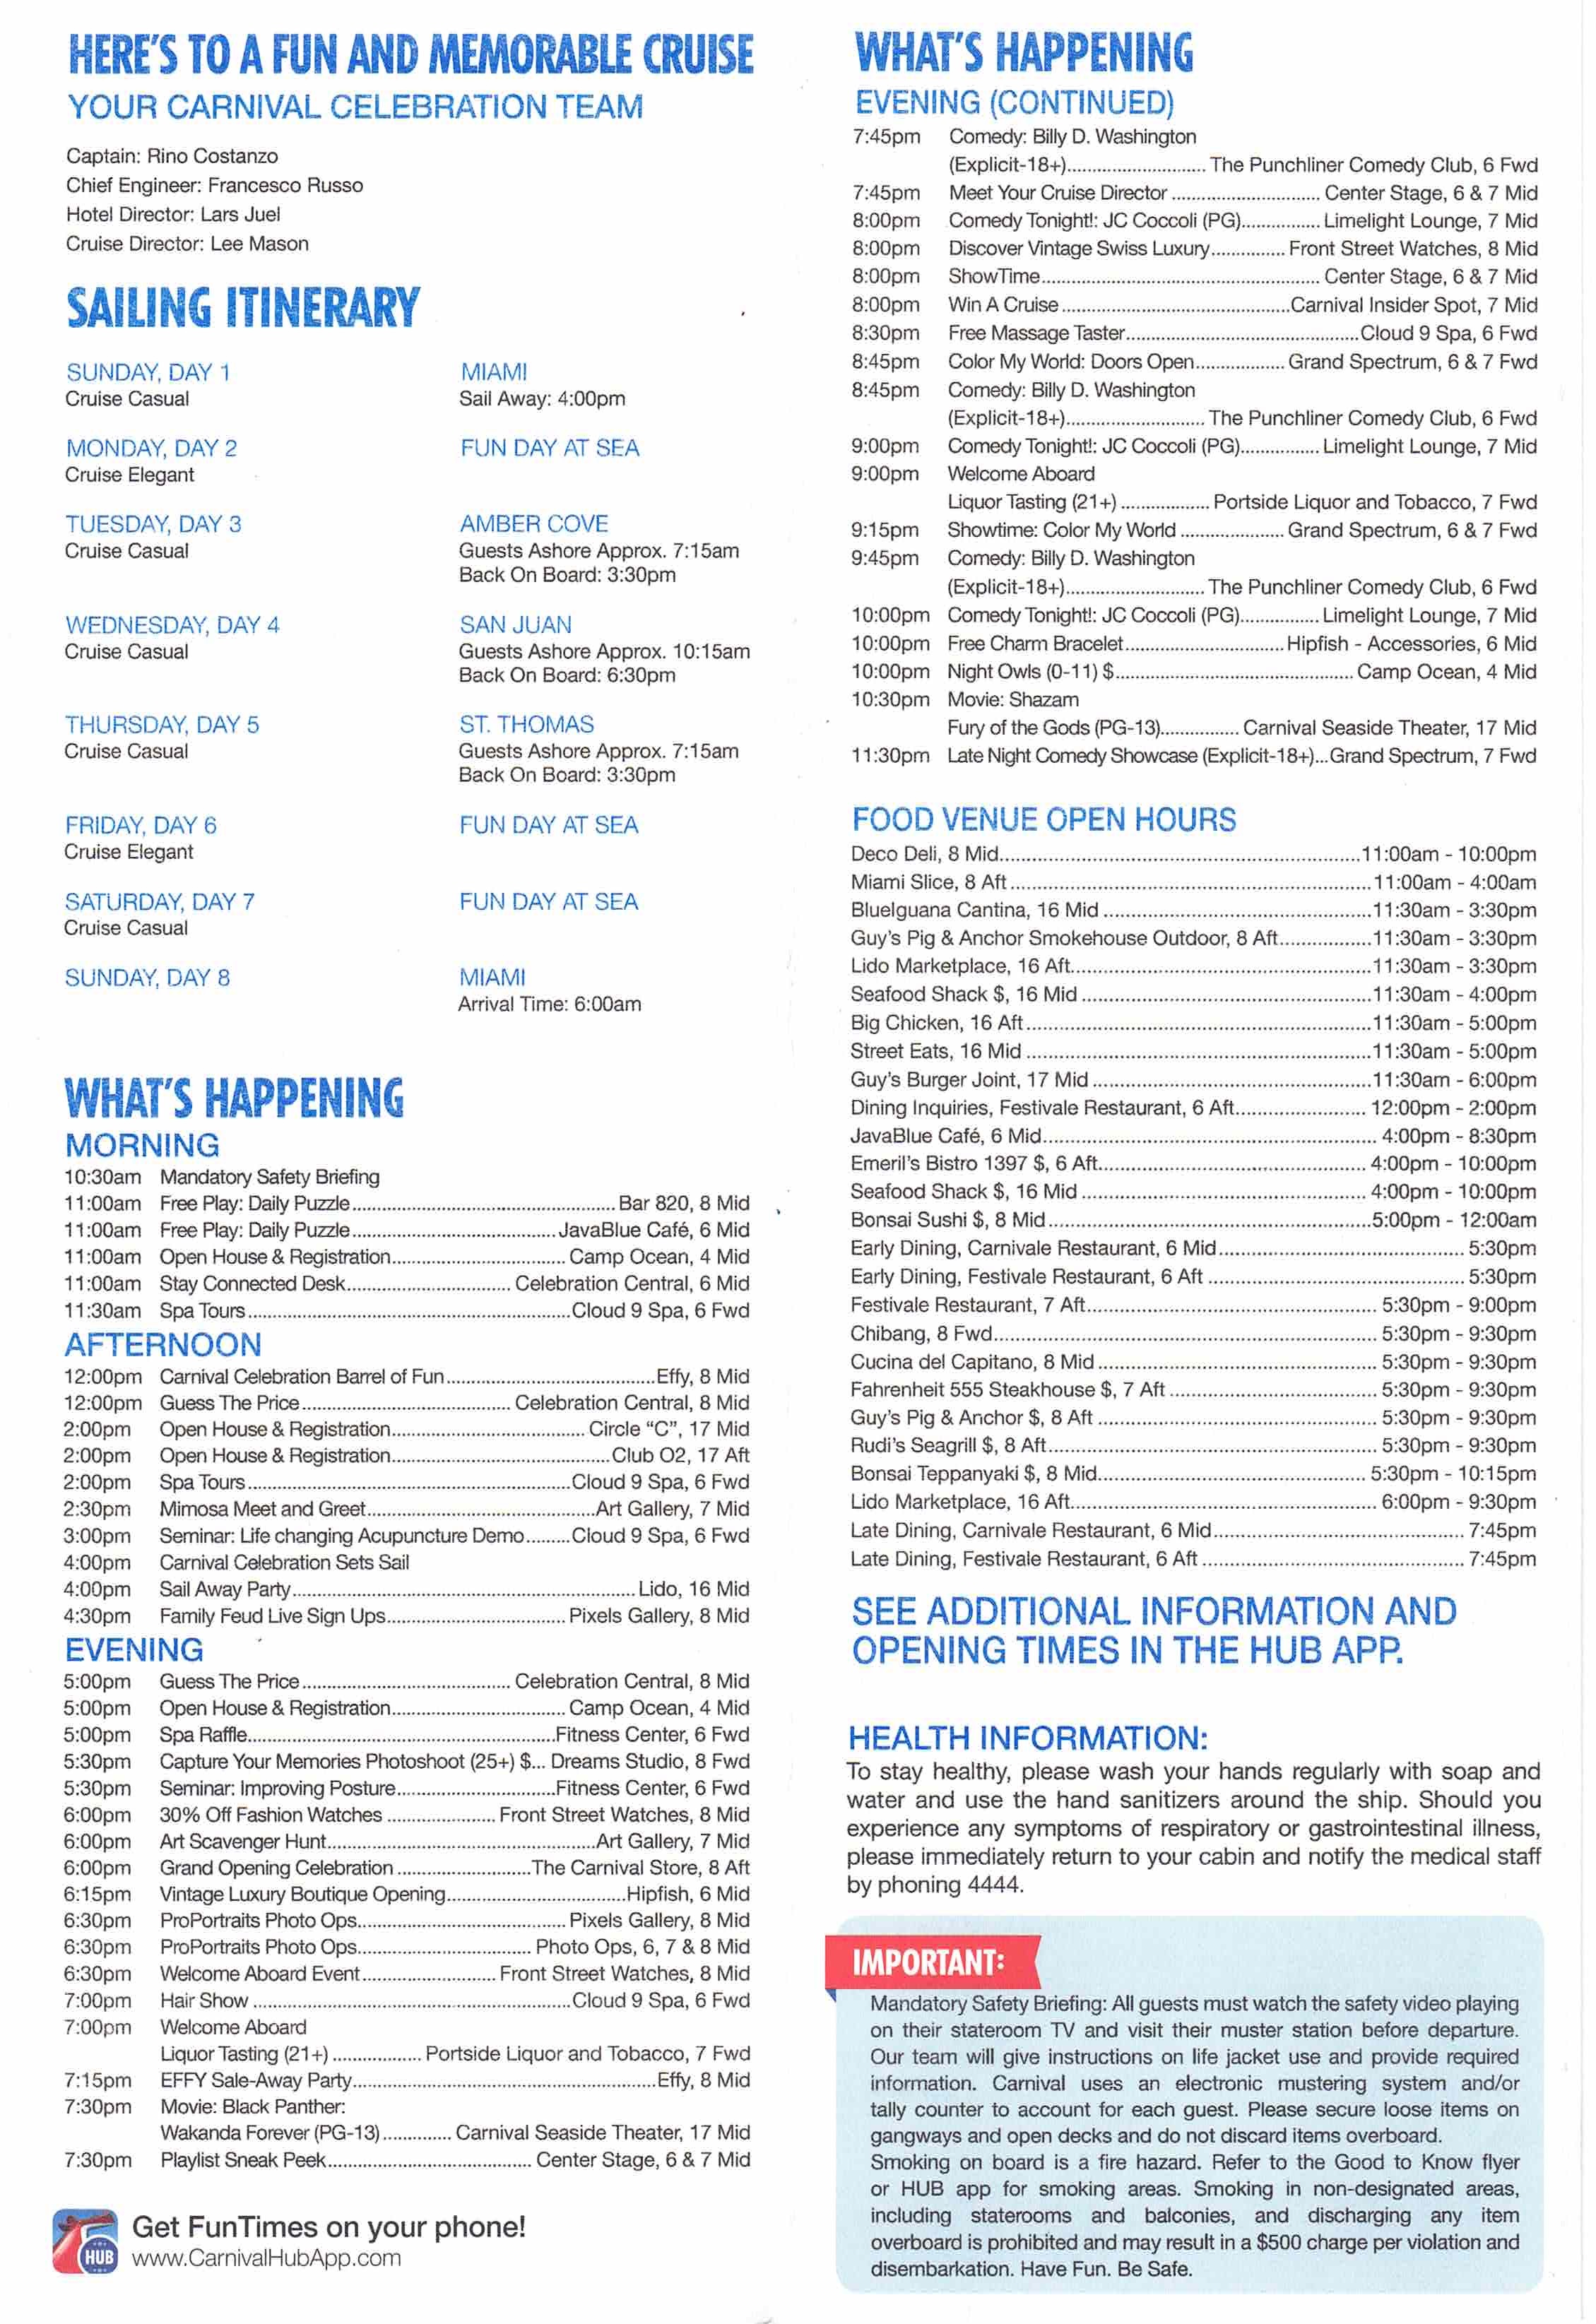 HERE'S TO A FUN AND MEMORABLE CRUISE
YOUR CARNIVAL CELEBRATION TEAM
Captain: Rino Costanzo
Chief Engineer: Francesco Russo
Hotel Director: Lars Juel
Cruise Director: Lee Mason
SAILING ITINERARY
SUNDAY, DAY 1 MIAMI
Cruise Casual Sail Away: 4:00pm
MONDAY, DAY 2 FUN DAY AT SEA
Cruise Elegant
TUESDAY, DAY 3 AMBER COVE
Cruise Casual Guests Ashore Approx. 7:15am
Back On Board: 3:30pm
WEDNESDAY, DAY 4 SAN JUAN
Cruise Casual Guests Ashore Approx. 10:15am
Back On Board: 6:30pm
THURSDAY, DAY 5 ST. THOMAS
Cruise Casual Guests Ashore Approx. 7:15am
Back On Board: 3:30pm
FRIDAY, DAY 6 FUN DAY AT SEA
Cruise Elegant
SATURDAY, DAY 7 FUN DAY AT SEA
Cruise Casual
SUNDAY, DAY 8 MIAMI
Arrival Time: 6:00am
WHAT'S HAPPENING
MORNING
10:30am Mandatory Safety Briefing
11:00am Free Play: Daily Puzzle Bar 820, 8 Mid
11:00am Free Play: Daily Puzzle JavaBlue Café, 6 Mid
11:00am Open House & Registration Camp Ocean, 4 Mid
11:00am Stay Connected Desk Celebration Central, 6 Mid
11:30am Spa Tours Cloud 9 Spa, 6 Fwd
AFTERNOON
12:00pm Carnival Celebration Barrel of Fun Effy, 8 Mid
12:00pm Guess The Price Celebration Central, 8 Mid
2:00pm Open House & Registration Circle "C", 17 Mid
2:00pm Open House & Registration Club O2, 17 Aft
2:00pm Spa Tours Cloud 9 Spa, 6 Fwd
2:30pm Mimosa Meet and Greet Art Gallery, 7 Mid
3:00pm Seminar: Life changing Acupuncture Demo Cloud 9 Spa, 6 Fwd
4:00pm Carnival Celebration Sets Sail
4:00pm Sail Away Party Lido, 16 Mid
4:30pm Family Feud Live Sign Ups Pixels Gallery, 8 Mid
EVENING
5:00pm Guess The Price Celebration Central, 8 Mid
5:00pm Open House & Registration Camp Ocean, 4 Mid
5:00pm Spa Raffle Fitness Center, 6 Fwd
5:30pm Capture Your Memories Photoshoot (25+) $... Dreams Studio, 8 Fwd
5:30pm Seminar: Improving Posture Fitness Center, 6 Fwd
6:00pm 30% Off Fashion Watches Front Street Watches, 8 Mid
6:00pm Art Scavenger Hunt Art Gallery, 7 Mid
6:00pm Grand Opening Celebration The Carnival Store, 8 Aft
6:15pm Vintage Luxury Boutique Opening Hipfish, 6 Mid
6:30pm ProPortraits Photo Ops Pixels Gallery, 8 Mid
6:30pm ProPortraits Photo Ops Photo Ops, 6, 7 & 8 Mid
6:30pm Welcome Aboard Event Front Street Watches, 8 Mid
7:00pm Hair Show Cloud 9 Spa, 6 Fwd
7:00pm Welcome Aboard
Liquor Tasting (21+) Portside Liquor and Tobacco, 7 Fwd
7:15pm EFFY Sale-Away Party Effy, 8 Mid
7:30pm Movie: Black Panther:
Wakanda Forever (PG-13) Carnival Seaside Theater, 17 Mid
7:30pm Playlist Sneak Peek Center Stage, 6 & 7 Mid
HUB
Get FunTimes on your phone!
www.CarnivalHubApp.com
WHAT'S HAPPENING
EVENING (CONTINUED)
7:45pm Comedy: Billy D. Washington
(Explicit-18+) The Punchliner Comedy Club, 6 Fwd
7:45pm Meet Your Cruise Director Center Stage, 6 & 7 Mid
8:00pm Comedy Tonight!: JC Coccoli (PG) Limelight Lounge, 7 Mid
8:00pm Discover Vintage Swiss Luxury Front Street Watches, 8 Mid
8:00pm ShowTime Center Stage, 6 & 7 Mid
8:00pm Win A Cruise Carnival Insider Spot, 7 Mid
8:30pm Free Massage Taster Cloud 9 Spa, 6 Fwd
8:45pm Color My World: Doors Open Grand Spectrum, 6 & 7 Fwd
8:45pm Comedy: Billy D. Washington
(Explicit-18+) The Punchliner Comedy Club, 6 Fwd
9:00pm Comedy Tonight!: JC Coccoli (PG) Limelight Lounge, 7 Mid
9:00pm Welcome Aboard
Liquor Tasting (21+) Portside Liquor and Tobacco, 7 Fwd
9:15pm Showtime: Color My World Grand Spectrum, 6 & 7 Fwd
9:45pm Comedy: Billy D. Washington
(Explicit-18+) The Punchliner Comedy Club, 6 Fwd
10:00pm Comedy Tonight!: JC Coccoli (PG) Limelight Lounge, 7 Mid
10:00pm Free Charm Bracelet Hipfish - Accessories, 6 Mid
10:00pm Night Owls (0-11) $ Camp Ocean, 4 Mid
10:30pm Movie: Shazam
Fury of the Gods (PG-13) Carnival Seaside Theater, 17 Mid
11:30pm Late Night Comedy Showcase (Explicit-18+)...Grand Spectrum, 7 Fwd
FOOD VENUE OPEN HOURS
Deco Deli, 8 Mid 11:00am - 10:00pm
Miami Slice, 8 Aft 11:00am - 4:00am
BlueIguana Cantina, 16 Mid 11:30am - 3:30pm
Guy's Pig & Anchor Smokehouse Outdoor, 8 Aft 11:30am - 3:30pm
Lido Marketplace, 16 Aft 11:30am - 3:30pm
Seafood Shack $, 16 Mid 11:30am - 4:00pm
Big Chicken, 16 Aft 11:30am - 5:00pm
Street Eats, 16 Mid 11:30am - 5:00pm
Guy's Burger Joint, 17 Mid 11:30am - 6:00pm
Dining Inquiries, Festivale Restaurant, 6 Aft 12:00pm - 2:00pm
JavaBlue Café, 6 Mid 4:00pm - 8:30pm
Emeril's Bistro 1397 $, 6 Aft 4:00pm - 10:00pm
Seafood Shack $, 16 Mid 4:00pm - 10:00pm
Bonsai Sushi $, 8 Mid 5:00pm - 12:00am
Early Dining, Carnivale Restaurant, 6 Mid 5:30pm
Early Dining, Festivale Restaurant, 6 Aft 5:30pm
Festivale Restaurant, 7 Aft 5:30pm - 9:00pm
Chibang, 8 Fwd 5:30pm - 9:30pm
Cucina del Capitano, 8 Mid 5:30pm - 9:30pm
Fahrenheit 555 Steakhouse $, 7 Aft 5:30pm - 9:30pm
Guy's Pig & Anchor $, 8 Aft 5:30pm - 9:30pm
Rudi's Seagrill $, 8 Aft 5:30pm - 9:30pm
Bonsai Teppanyaki $, 8 Mid 5:30pm - 10:15pm
Lido Marketplace, 16 Aft 6:00pm - 9:30pm
Late Dining, Carnivale Restaurant, 6 Mid 7:45pm
Late Dining, Festivale Restaurant, 6 Aft 7:45pm
SEE ADDITIONAL INFORMATION AND
OPENING TIMES IN THE HUB APP.
HEALTH INFORMATION:
To stay healthy, please wash your hands regularly with soap and
water and use the hand sanitizers around the ship. Should you
experience any symptoms of respiratory or gastrointestinal illness,
please immediately return to your cabin and notify the medical staff
by phoning 4444.
IMPORTANT:
Mandatory Safety Briefing: All guests must watch the safety video playing
on their stateroom TV and visit their muster station before departure.
Our team will give instructions on life jacket use and provide required
information. Carnival uses an electronic mustering system and/or
tally counter to account for each guest. Please secure loose items on
gangways and open decks and do not discard items overboard.
Smoking on board is a fire hazard. Refer to the Good to Know flyer
or HUB app for smoking areas. Smoking in non-designated areas,
including staterooms and balconies, and discharging any item
overboard is prohibited and may result in a $500 charge per violation and
disembarkation. Have Fun. Be Safe.